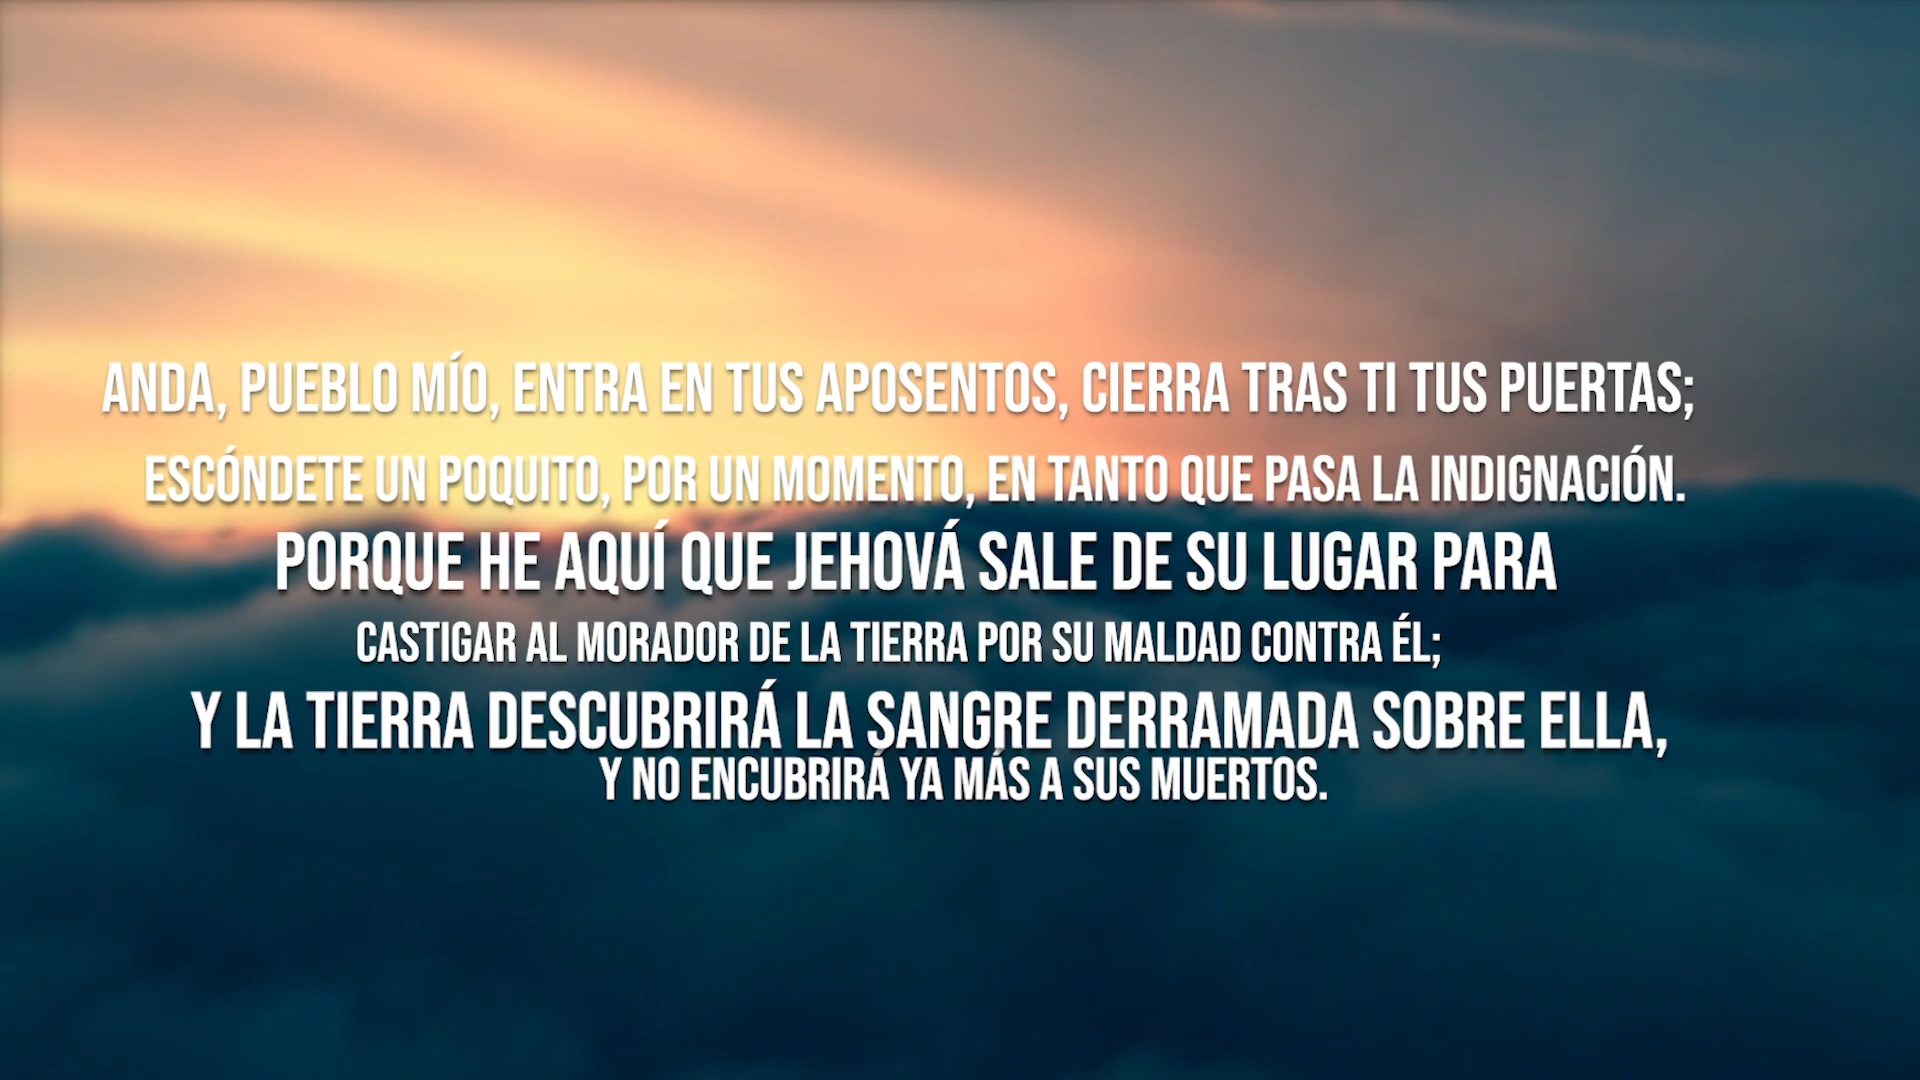 ANDA, PUEBLO MÍO, ENTRA EN TUS APOSENTOS, CIERRA TRAS TI TUS PUERTAS;
ESCÓNDETE UN POQUITO, POR UN MOMENTO, EN TANTO QUE PASA LA INDIGNACIÓN.
PORQUE HE AQUÍ QUE JEHOVÁ SALE DE SU LUGAR PARA
CASTIGAR AL MORADOR DE LA TIERRA POR SU MALDAD CONTRA ÉL;
Y LA TIERRA DESCUBRIRÁ LA SANGRE DERRAMADA SOBRE ELLA,
Y NO ENCUBRIRÁ YA MÁS A SUS MUERTOS.